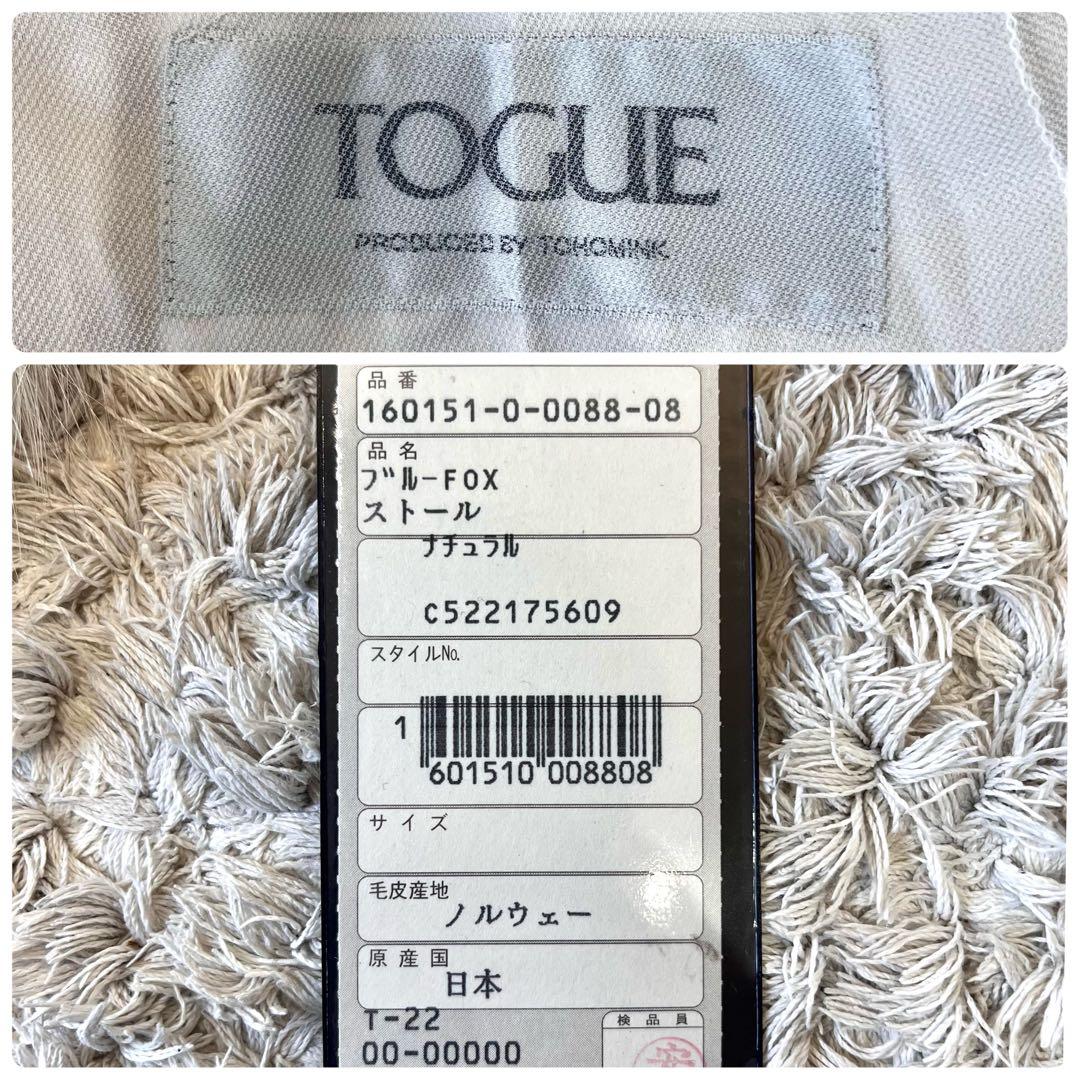 TOGUE
PRODUCED BY TOHOMINK
品番
160151-0-0088-08
品名
ブルーFOX
ストール
ナチュラル
C522175609
スタイルNo.
1 601510 008808
サイズ
毛皮産地
ノルウェー
原産国
日本
T-22
00-00000
検品員